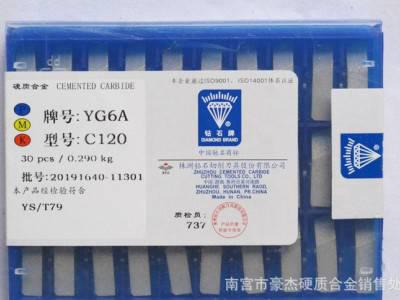 硬质合金 CEMENTED CARBIDE
本企业通过ISO9001、ISO14001体系认证
P
M
K
牌号: YG6A
型号: C120
30 pcs / 0.290 kg
批号: 20191640-11301
本产品经检验符合
YS/T79
钻石牌
DIAMOND BRAND
中国驰名商标
株洲钻石切削刀具股份有限公司
ZHUZHOU CEMENTED CARBIDE
CUTTING TOOLS CO., LTD
HUANGHE SOUTHERN RAOD,
ZHUZHOU, HUNAN, P.R.CHINA
Made in China
质检员:
737
南宫市豪杰硬质合金销售处